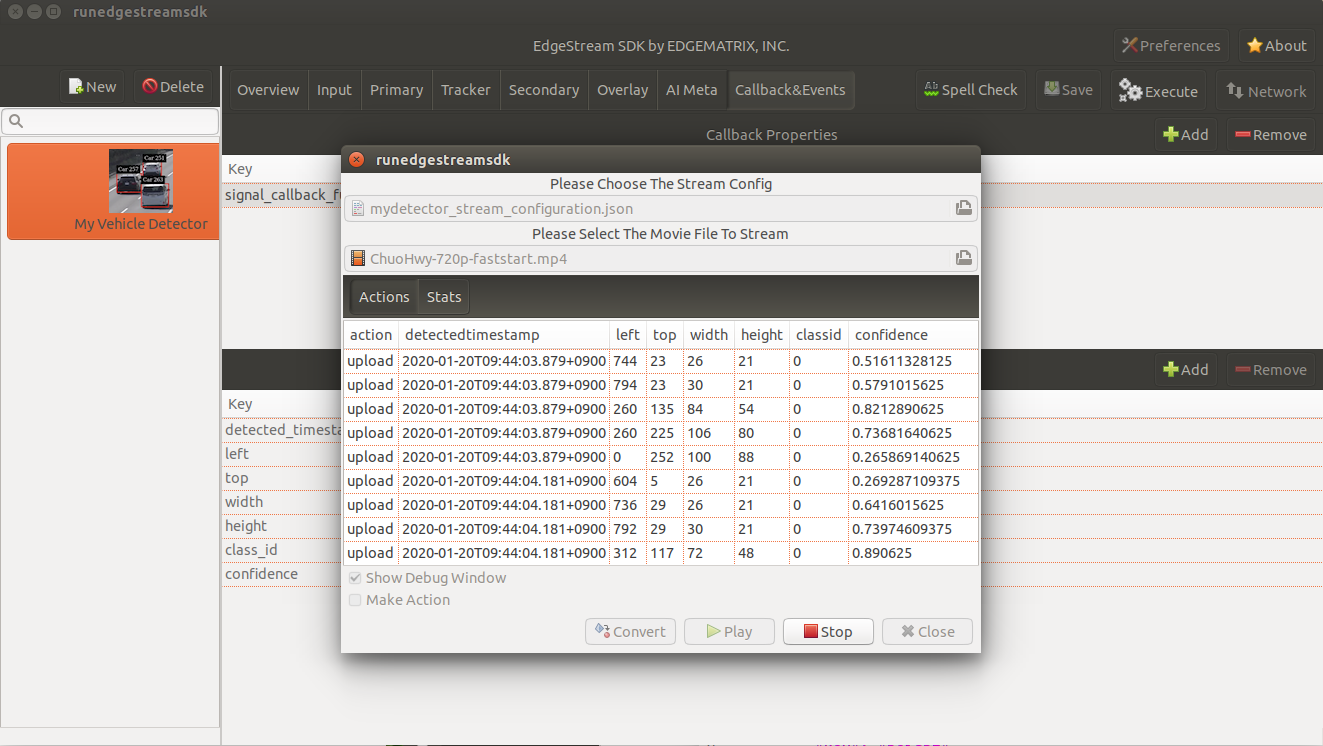 runedgestreamsdk
EdgeStream SDK by EDGEMATRIX, INC.
Preferences
About
New
Delete
Overview
Input
Primary
Tracker
Secondary
Overlay
AI Meta
Callback&Events
Spell Check
Save
Execute
Network
Callback Properties
Add
Remove
Key
signal_callback_f
Car 251
Car 257
Car 263
My Vehicle Detector
runedgestreamsdk
Please Choose The Stream Config
mydetector_stream_configuration.json
Please Select The Movie File To Stream
ChuoHwy-720p-faststart.mp4
Actions
Stats
action detectedtimestamp left top width height classid confidence
upload 2020-01-20T09:44:03.879+0900 744 23 26 21 0 0.51611328125
upload 2020-01-20T09:44:03.879+0900 794 23 30 21 0 0.5791015625
upload 2020-01-20T09:44:03.879+0900 260 135 84 54 0 0.8212890625
upload 2020-01-20T09:44:03.879+0900 260 225 106 80 0 0.73681640625
upload 2020-01-20T09:44:03.879+0900 0 252 100 88 0 0.265869140625
upload 2020-01-20T09:44:04.181+0900 604 5 26 21 0 0.269287109375
upload 2020-01-20T09:44:04.181+0900 736 29 26 21 0 0.6416015625
upload 2020-01-20T09:44:04.181+0900 792 29 30 21 0 0.73974609375
upload 2020-01-20T09:44:04.181+0900 312 117 72 48 0 0.890625
Show Debug Window
Make Action
Convert
Play
Stop
Close
Add
Remove
Key
detected_timesta
left
top
width
height
class_id
confidence